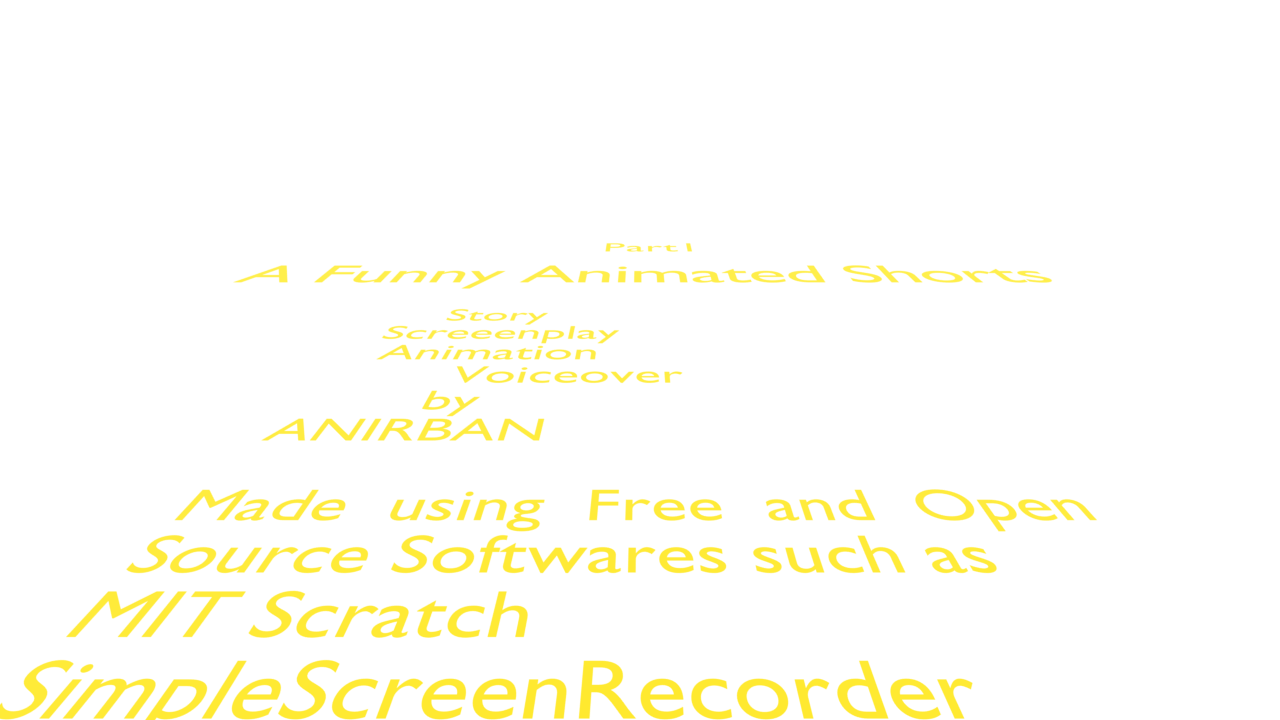 Part I
A Funny Animated Shorts
Story
Screeenplay
Animation
Voiceover
by
ANIRBAN
Made using Free and Open
Source Softwares such as
MIT Scratch
SimpleScreenRecorder